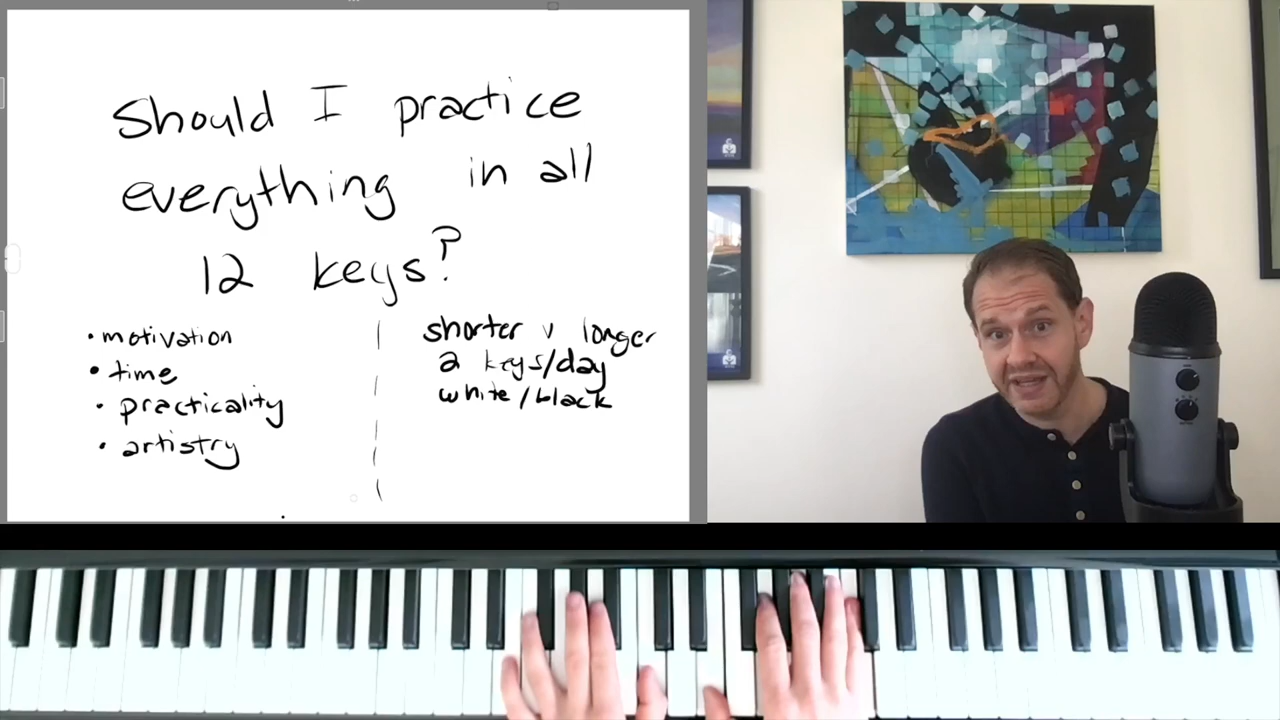 Should I practice
everything in all
12 keys?
• motivation
• time
• practicality
• artistry
shorter v longer
2 keys/day
white/black